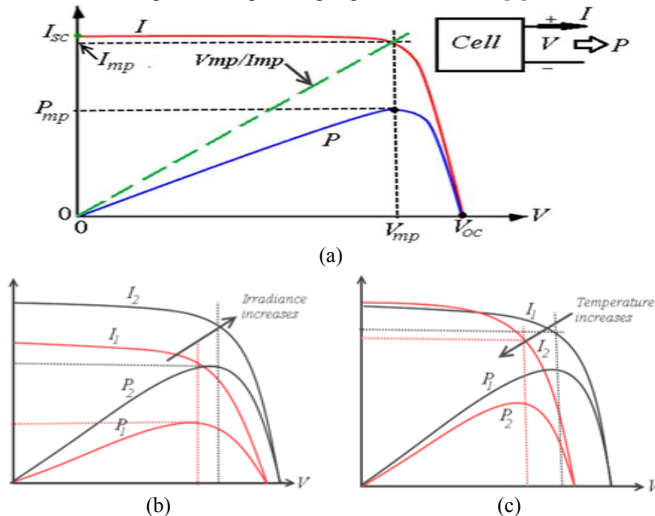 I_sc
I
I_mp
Vmp/Imp
Cell
+
I
V
P
−
P_mp
P
0
0
V_mp
V_oc
V
(a)
I_2
Irradiance
increases
I_1
P_2
P_1
V
(b)
I_1
Temperature
increases
I_2
P_1
P_2
V
(c)